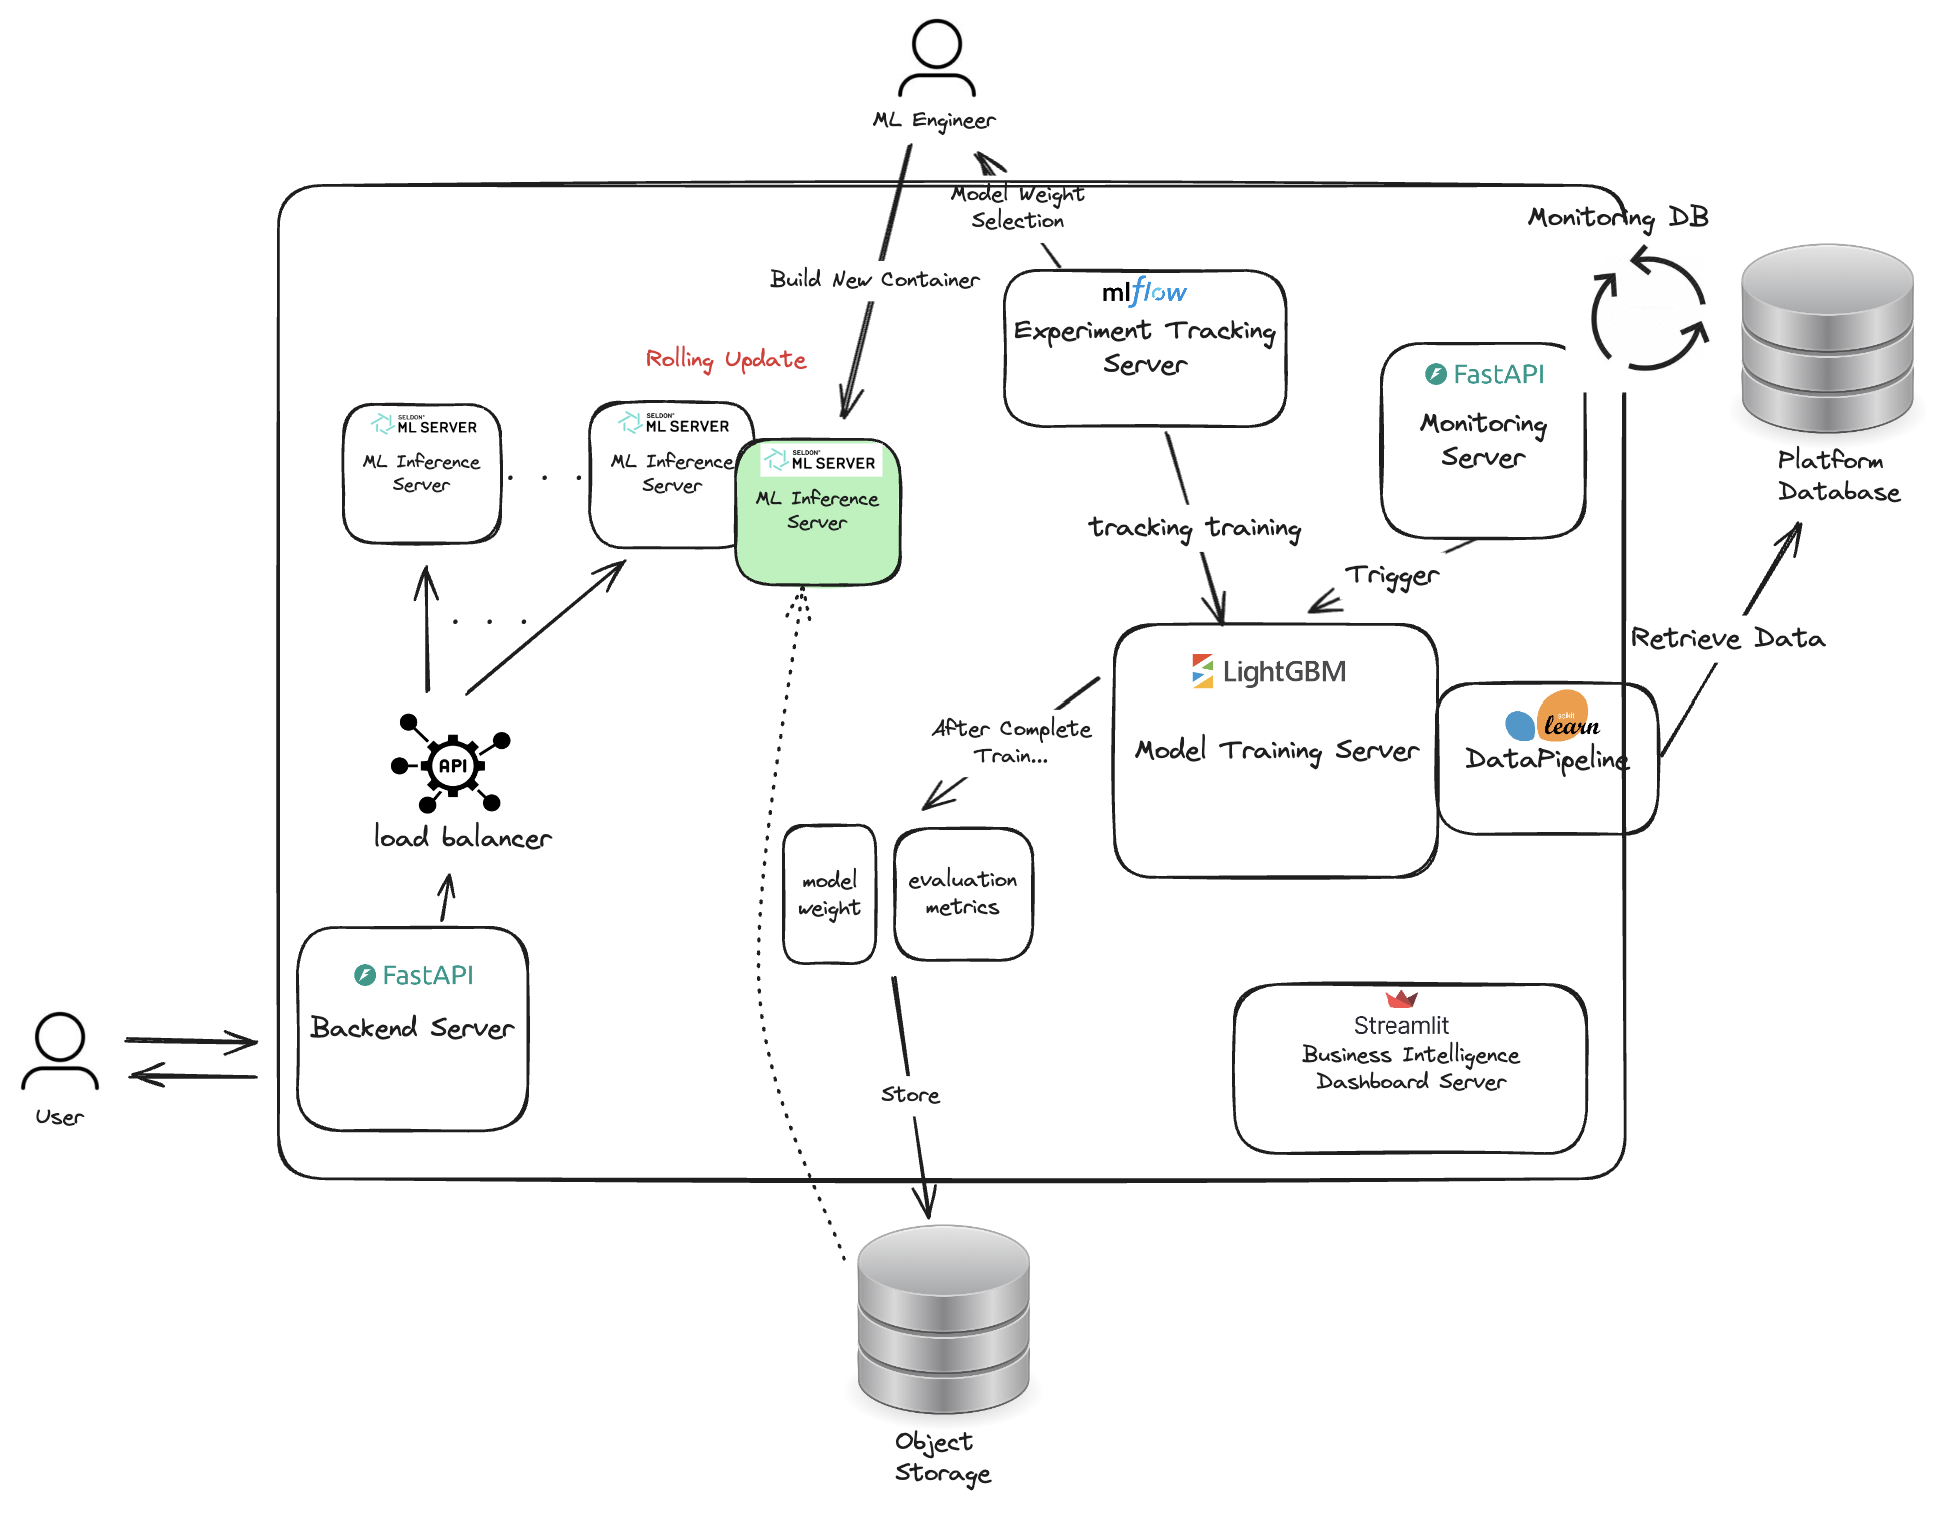 ML Engineer
Model Weight
Selection
Monitoring DB
Build New Container
mlflow
Experiment Tracking
Server
Rolling Update
FastAPI
Monitoring
Server
SELDON
ML SERVER
ML Inference
Server
. . .
SELDON
ML SERVER
ML Inference
Server
SELDON
ML SERVER
ML Inference
Server
Platform
Database
tracking training
Trigger
. . .
Retrieve Data
LightGBM
Model Training Server
scikit
learn
DataPipeline
After Complete
Train...
API
load balancer
model
weight
evaluation
metrics
FastAPI
Backend Server
User
Streamlit
Business Intelligence
Dashboard Server
Store
Object
Storage